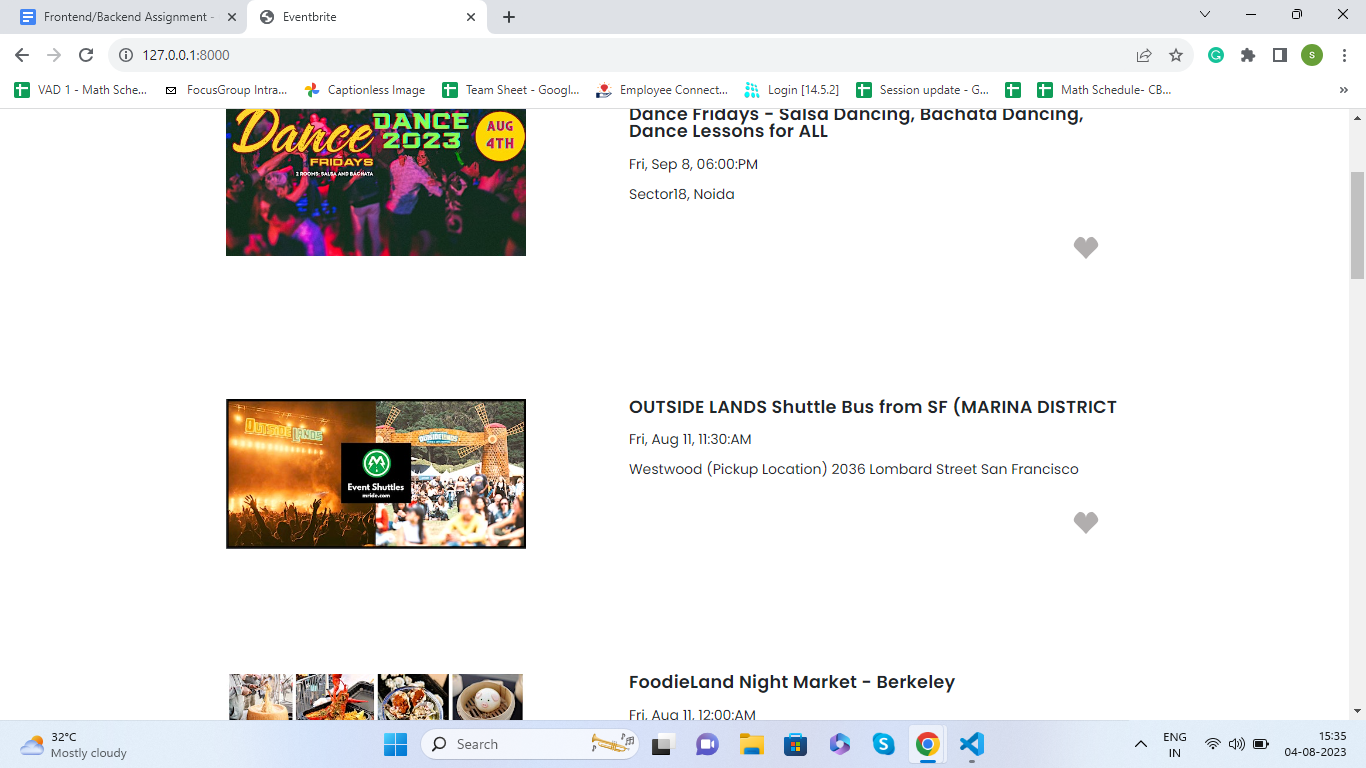 Frontend/Backend Assignment -
Eventbrite
127.0.0.1:8000
S
VAD 1 - Math Sche...
FocusGroup Intra...
Captionless Image
Team Sheet - Googl...
Employee Connect...
Login [14.5.2]
Session update - G...
Math Schedule- CB...
»
Dance
FRIDAYS
2 ROOMS: SALSA AND BACHATA
DANCE
2023
AUG
4TH
Dance Fridays - Salsa Dancing, Bachata Dancing,
Dance Lessons for ALL
Fri, Sep 8, 06:00:PM
Sector18, Noida
OUTSIDE LANDS
OUTSIDE LANDS
Event Shuttles
mride.com
OUTSIDE LANDS Shuttle Bus from SF (MARINA DISTRICT
Fri, Aug 11, 11:30:AM
Westwood (Pickup Location) 2036 Lombard Street San Francisco
FoodieLand Night Market - Berkeley
Fri, Aug 11, 12:00:AM
32°C
Mostly cloudy
Search
ENG
IN
15:35
04-08-2023